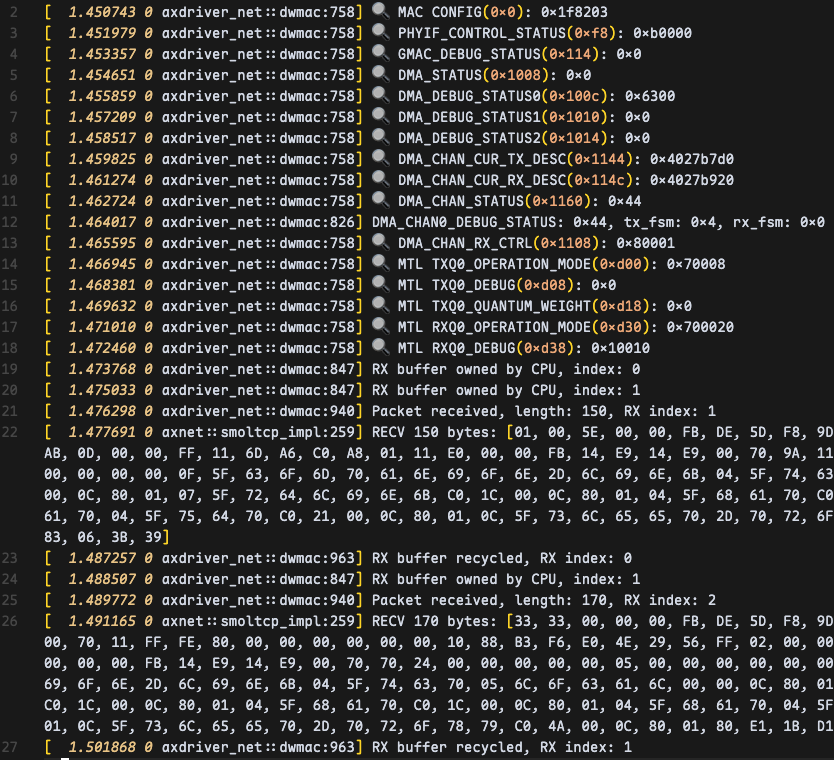 2 [ 1.450743 0 axdriver_net::dwmac:758] 🔍 MAC CONFIG(0×0): 0×1f8203
3 [ 1.451979 0 axdriver_net::dwmac:758] 🔍 PHYIF_CONTROL_STATUS(0×f8): 0×b0000
4 [ 1.453357 0 axdriver_net::dwmac:758] 🔍 GMAC_DEBUG_STATUS(0×114): 0×0
5 [ 1.454651 0 axdriver_net::dwmac:758] 🔍 DMA_STATUS(0×1008): 0×0
6 [ 1.455859 0 axdriver_net::dwmac:758] 🔍 DMA_DEBUG_STATUS0(0×100c): 0×6300
7 [ 1.457209 0 axdriver_net::dwmac:758] 🔍 DMA_DEBUG_STATUS1(0×1010): 0×0
8 [ 1.458517 0 axdriver_net::dwmac:758] 🔍 DMA_DEBUG_STATUS2(0×1014): 0×0
9 [ 1.459825 0 axdriver_net::dwmac:758] 🔍 DMA_CHAN_CUR_TX_DESC(0×1144): 0×4027b7d0
10 [ 1.461274 0 axdriver_net::dwmac:758] 🔍 DMA_CHAN_CUR_RX_DESC(0×114c): 0×4027b920
11 [ 1.462724 0 axdriver_net::dwmac:758] 🔍 DMA_CHAN_STATUS(0×1160): 0×44
12 [ 1.464017 0 axdriver_net::dwmac:826] DMA_CHAN0_DEBUG_STATUS: 0×44, tx_fsm: 0×4, rx_fsm: 0×0
13 [ 1.465595 0 axdriver_net::dwmac:758] 🔍 DMA_CHAN_RX_CTRL(0×1108): 0×80001
14 [ 1.466945 0 axdriver_net::dwmac:758] 🔍 MTL TXQ0_OPERATION_MODE(0×d00): 0×70008
15 [ 1.468381 0 axdriver_net::dwmac:758] 🔍 MTL TXQ0_DEBUG(0×d08): 0×0
16 [ 1.469632 0 axdriver_net::dwmac:758] 🔍 MTL TXQ0_QUANTUM_WEIGHT(0×d18): 0×0
17 [ 1.471010 0 axdriver_net::dwmac:758] 🔍 MTL RXQ0_OPERATION_MODE(0×d30): 0×700020
18 [ 1.472460 0 axdriver_net::dwmac:758] 🔍 MTL RXQ0_DEBUG(0×d38): 0×10010
19 [ 1.473768 0 axdriver_net::dwmac:847] RX buffer owned by CPU, index: 0
20 [ 1.475033 0 axdriver_net::dwmac:847] RX buffer owned by CPU, index: 1
21 [ 1.476298 0 axdriver_net::dwmac:940] Packet received, length: 150, RX index: 1
22 [ 1.477691 0 axnet::smoltcp_impl:259] RECV 150 bytes: [01, 00, 5E, 00, 00, FB, DE, 5D, F8, 9D
AB, 0D, 00, 00, FF, 11, 6D, A6, C0, A8, 01, 11, E0, 00, 00, FB, 14, E9, 14, E9, 00, 70, 9A, 11
00, 00, 00, 00, 0F, 5F, 63, 6F, 6D, 70, 61, 6E, 69, 6F, 6E, 2D, 6C, 69, 6E, 6B, 04, 5F, 74, 63
00, 0C, 80, 01, 07, 5F, 72, 64, 6C, 69, 6E, 6B, C0, 1C, 00, 0C, 80, 01, 04, 5F, 68, 61, 70, C0
61, 70, 04, 5F, 75, 64, 70, C0, 21, 00, 0C, 80, 01, 0C, 5F, 73, 6C, 65, 65, 70, 2D, 70, 72, 6F
83, 06, 3B, 39]
23 [ 1.487257 0 axdriver_net::dwmac:963] RX buffer recycled, RX index: 0
24 [ 1.488507 0 axdriver_net::dwmac:847] RX buffer owned by CPU, index: 1
25 [ 1.489772 0 axdriver_net::dwmac:940] Packet received, length: 170, RX index: 2
26 [ 1.491165 0 axnet::smoltcp_impl:259] RECV 170 bytes: [33, 33, 00, 00, 00, FB, DE, 5D, F8, 9D
00, 70, 11, FF, FE, 80, 00, 00, 00, 00, 00, 00, 10, 88, B3, F6, E0, 4E, 29, 56, FF, 02, 00, 00
00, 00, 00, FB, 14, E9, 14, E9, 00, 70, 70, 24, 00, 00, 00, 00, 00, 05, 00, 00, 00, 00, 00, 00
69, 6F, 6E, 2D, 6C, 69, 6E, 6B, 04, 5F, 74, 63, 70, 05, 6C, 6F, 63, 61, 6C, 00, 00, 0C, 80, 01
C0, 1C, 00, 0C, 80, 01, 04, 5F, 68, 61, 70, C0, 1C, 00, 0C, 80, 01, 04, 5F, 68, 61, 70, 04, 5F
01, 0C, 5F, 73, 6C, 65, 65, 70, 2D, 70, 72, 6F, 78, 79, C0, 4A, 00, 0C, 80, 01, 80, E1, 1B, D1
27 [ 1.501868 0 axdriver_net::dwmac:963] RX buffer recycled, RX index: 1